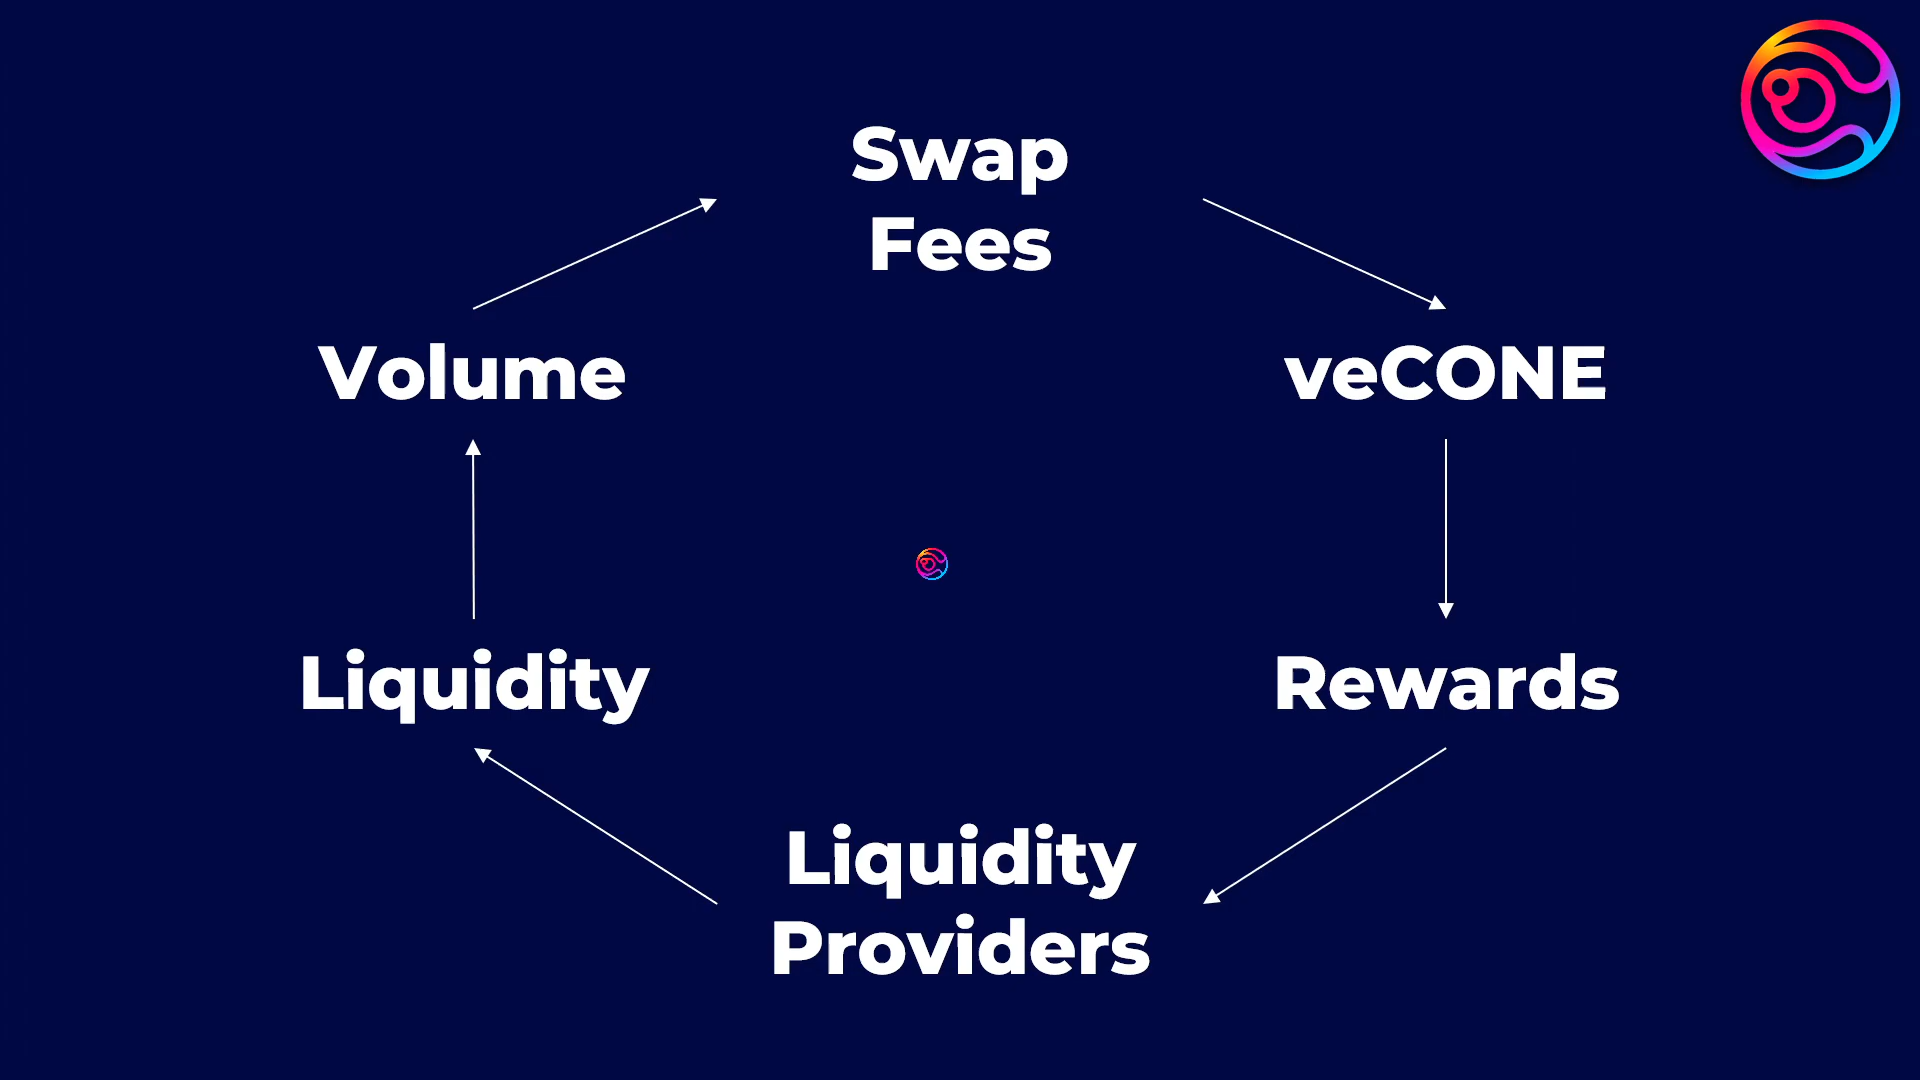 Swap
Fees
Volume
veCONE
Liquidity
Rewards
Liquidity
Providers